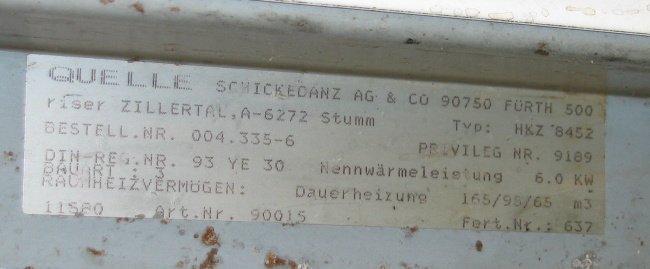 QUELLE SCHICKEDANZ AG & CO 90750 FÜRTH 500
riser ZILLERTAL, A-6272 Stumm Typ: HKZ 8452
BESTELL.NR. 004.335-6 PRIVILEG NR. 9189
DIN-REG.NR. 93 YE 30 Nennwärmeleistung 6.0 KW
BAUART : 3
RAUMHEIZVERMÖGEN: Dauerheizung 165/95/65 m3
11580 Art.Nr. 90015 Fert.Nr.: 637